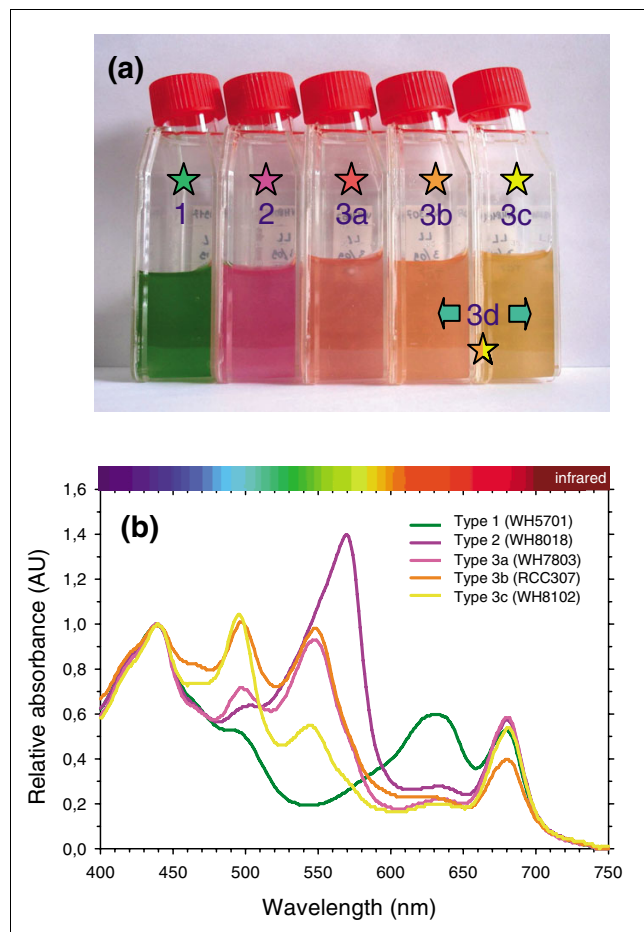 (a)
1
2
3a
3b
3c
3d
(b)
infrared
1,6
1,4
1,2
1,0
0,8
0,6
0,4
0,2
0,0
Relative absorbance (AU)
Type 1 (WH5701)
Type 2 (WH8018)
Type 3a (WH7803)
Type 3b (RCC307)
Type 3c (WH8102)
400 450 500 550 600 650 700 750
Wavelength (nm)